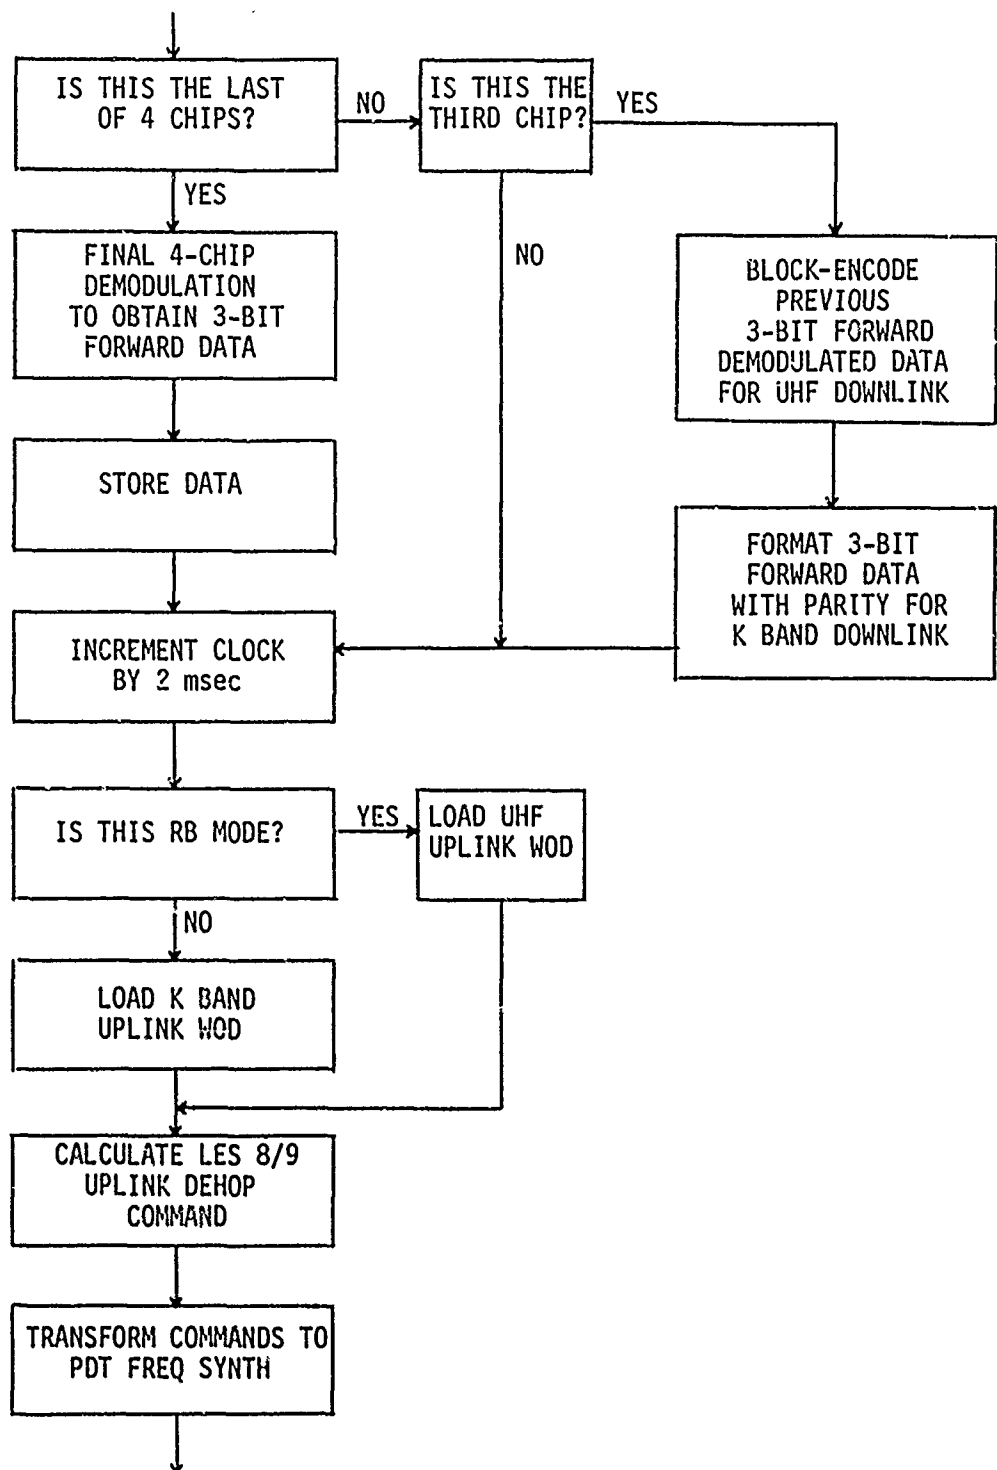 IS THIS THE LAST
OF 4 CHIPS?
NO
IS THIS THE
THIRD CHIP?
YES
YES
NO
FINAL 4-CHIP
DEMODULATION
TO OBTAIN 3-BIT
FORWARD DATA
BLOCK-ENCODE
PREVIOUS
3-BIT FORWARD
DEMODULATED DATA
FOR UHF DOWNLINK
STORE DATA
FORMAT 3-BIT
FORWARD DATA
WITH PARITY FOR
K BAND DOWNLINK
INCREMENT CLOCK
BY 2 msec
IS THIS RB MODE?
YES
LOAD UHF
UPLINK WOD
NO
LOAD K BAND
UPLINK WOD
CALCULATE LES 8/9
UPLINK DEHOP
COMMAND
TRANSFORM COMMANDS TO
PDT FREQ SYNTH